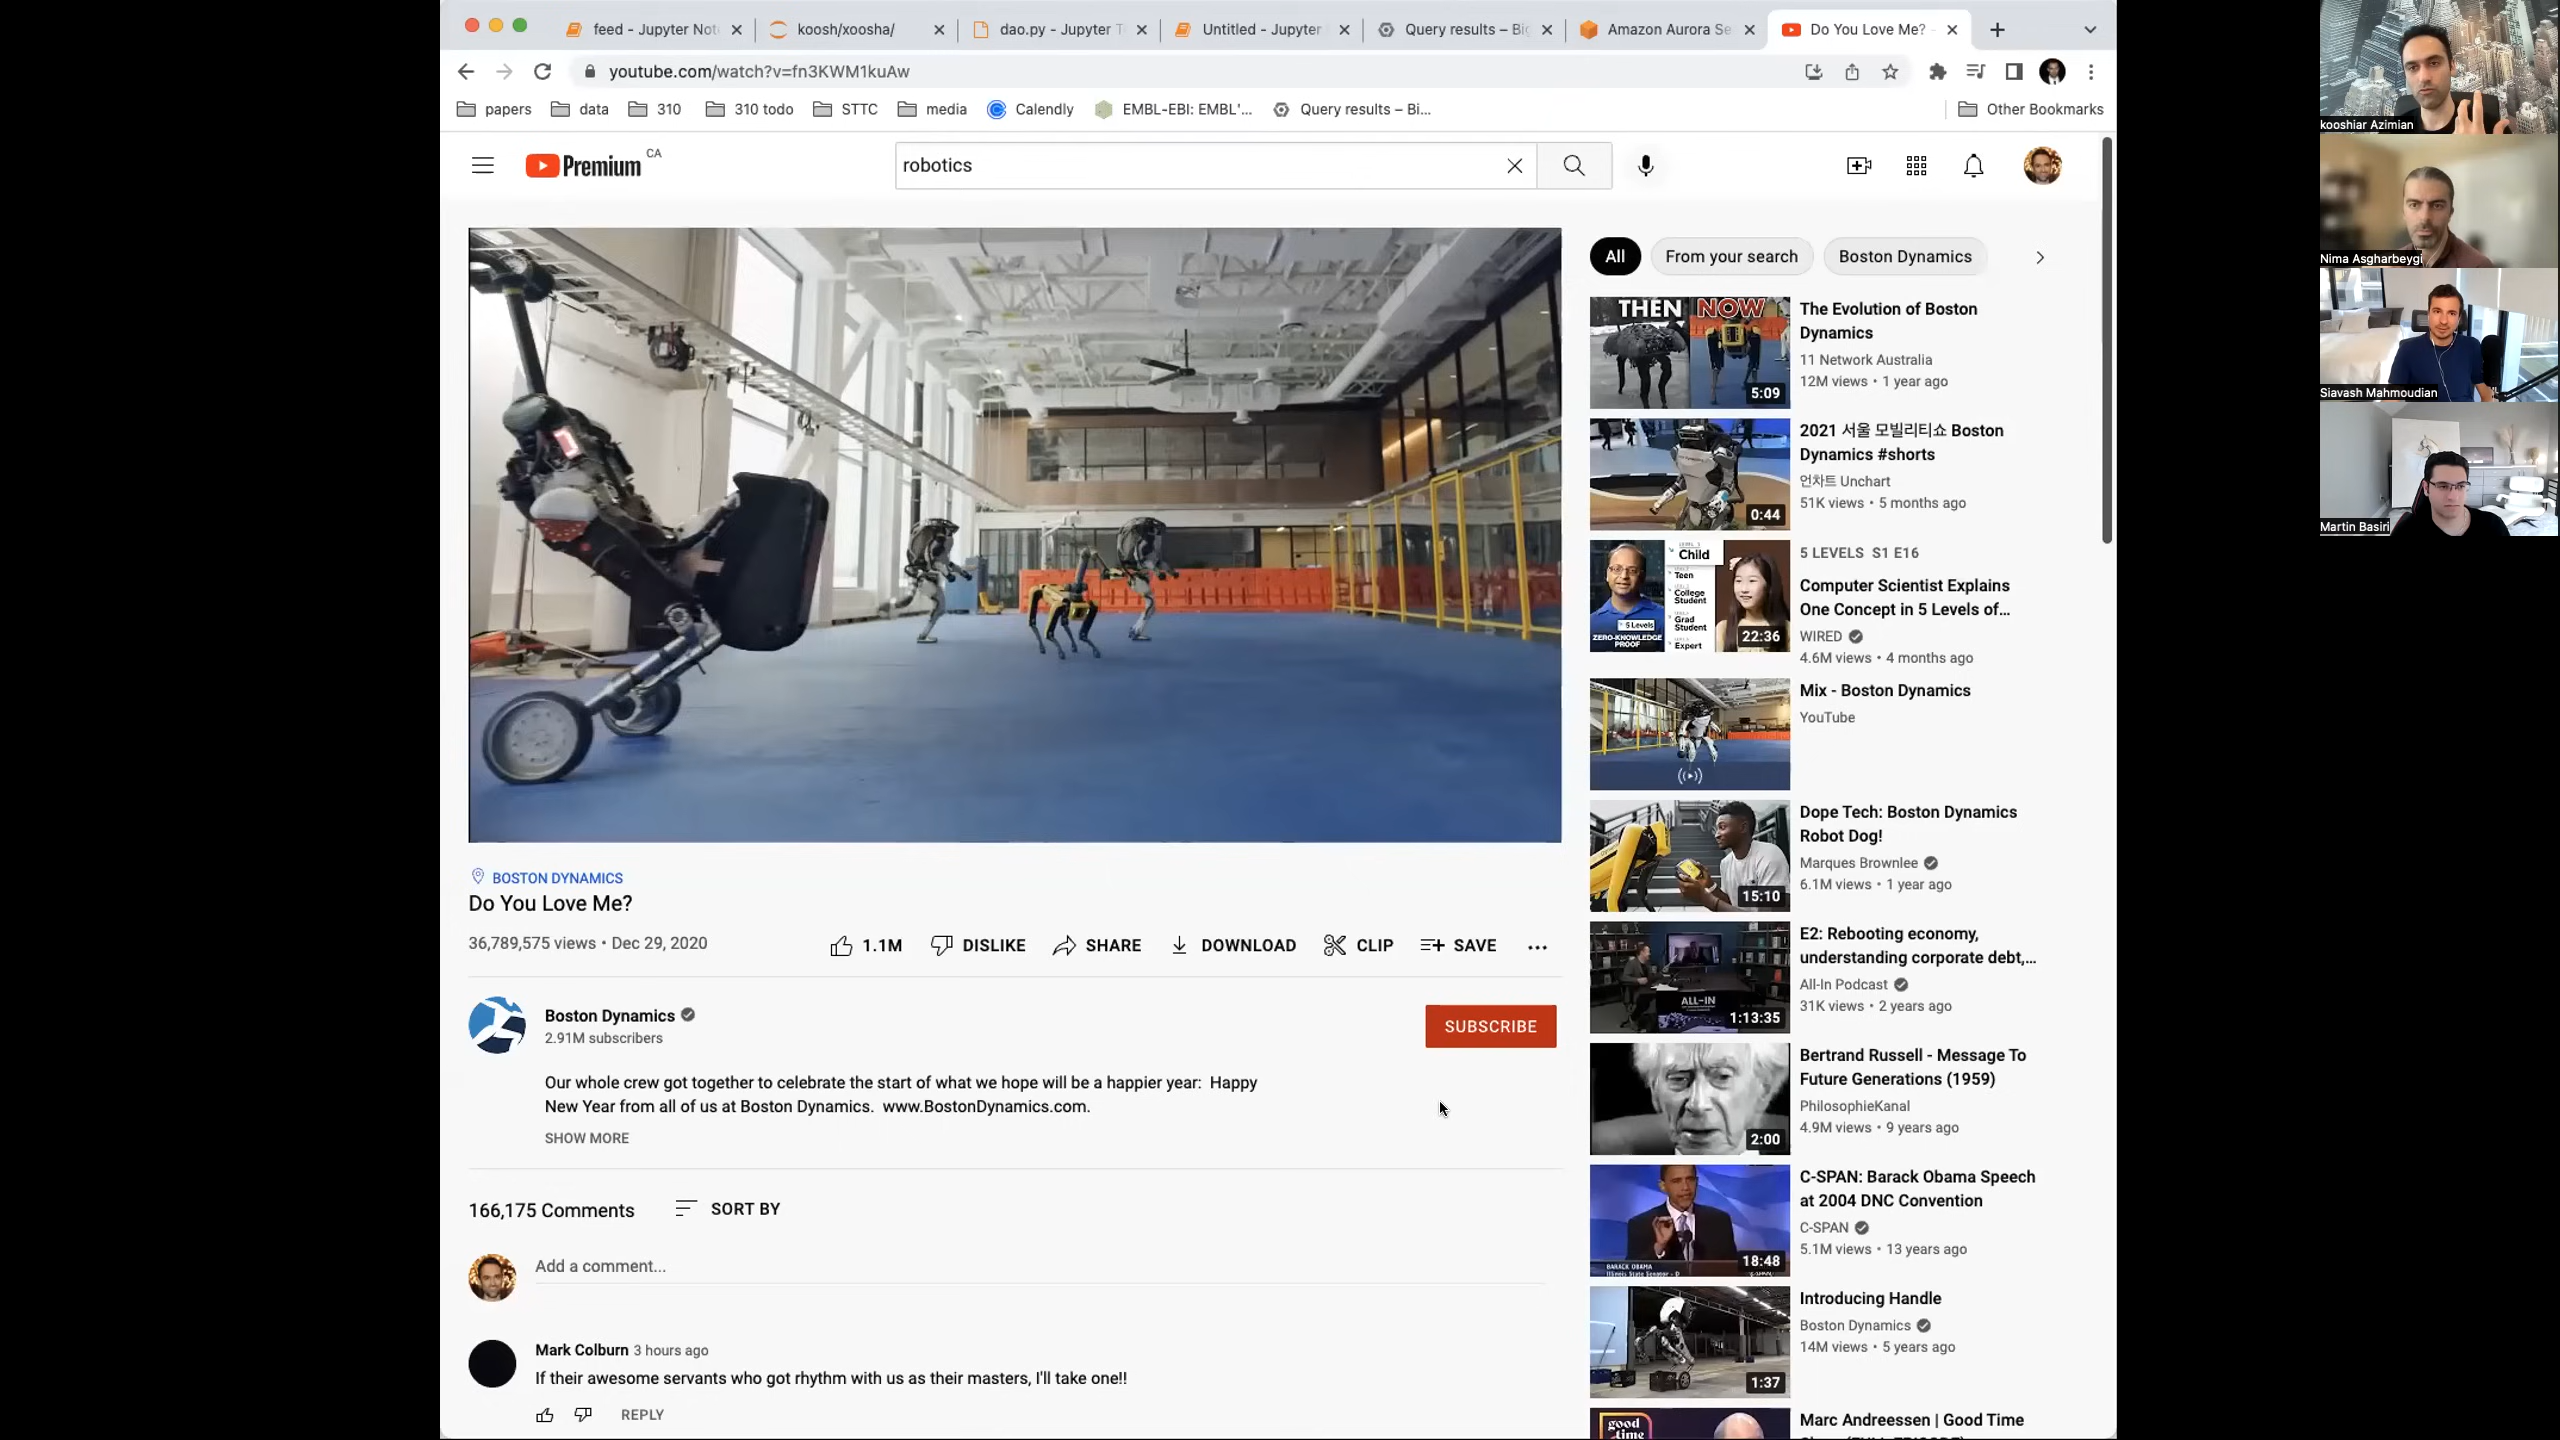 feed - Jupyter Not
koosh/xoosha/
dao.py - Jupyter T
Untitled - Jupyter
Query results – Big
Amazon Aurora Se
Do You Love Me? -
youtube.com/watch?v=fn3KWM1kuAw
papers
data
310
310 todo
STTC
media
Calendly
EMBL-EBI: EMBL'...
Query results – Bi...
Other Bookmarks
Premium CA
robotics
BOSTON DYNAMICS
Do You Love Me?
36,789,575 views • Dec 29, 2020
1.1M
DISLIKE
SHARE
DOWNLOAD
CLIP
SAVE
Boston Dynamics
2.91M subscribers
SUBSCRIBE
Our whole crew got together to celebrate the start of what we hope will be a happier year: Happy
New Year from all of us at Boston Dynamics. www.BostonDynamics.com.
SHOW MORE
166,175 Comments
SORT BY
Add a comment...
Mark Colburn 3 hours ago
If their awesome servants who got rhythm with us as their masters, I'll take one!!
REPLY
All
From your search
Boston Dynamics
THEN NOW
5:09
The Evolution of Boston
Dynamics
11 Network Australia
12M views • 1 year ago
0:44
2021 서울 모빌리티쇼 Boston
Dynamics #shorts
언차트 Unchart
51K views • 5 months ago
Child
Teen
College
Student
Grad
Student
Expert
5 Levels
ZERO-KNOWLEDGE
PROOF
22:36
5 LEVELS S1 E16
Computer Scientist Explains
One Concept in 5 Levels of...
WIRED
4.6M views • 4 months ago
Mix - Boston Dynamics
YouTube
15:10
Dope Tech: Boston Dynamics
Robot Dog!
Marques Brownlee
6.1M views • 1 year ago
ALL-IN
1:13:35
E2: Rebooting economy,
understanding corporate debt,...
All-In Podcast
31K views • 2 years ago
2:00
Bertrand Russell - Message To
Future Generations (1959)
PhilosophieKanal
4.9M views • 9 years ago
BARACK OBAMA
Illinois State Senator - D
18:48
C-SPAN: Barack Obama Speech
at 2004 DNC Convention
C-SPAN
5.1M views • 13 years ago
1:37
Introducing Handle
Boston Dynamics
14M views • 5 years ago
good
time
Marc Andreessen | Good Time
kooshiar Azimian
Nima Asgharbeygi
Siavash Mahmoudian
Martin Basiri